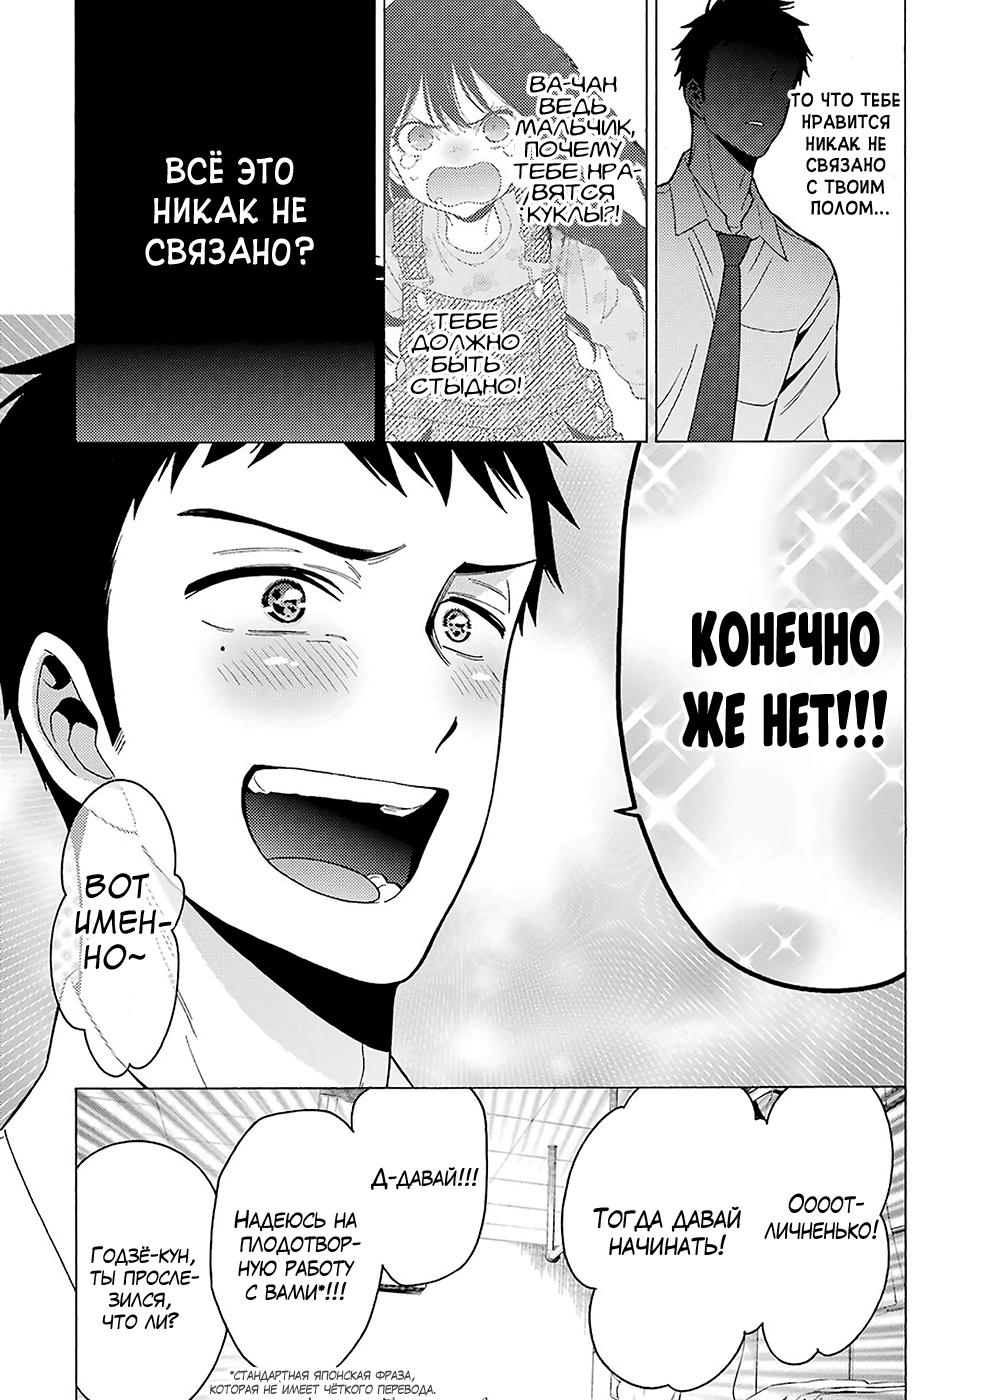 ТО ЧТО ТЕБЕ
НРАВИТСЯ
НИКАК НЕ
СВЯЗАНО
С ТВОИМ
ПОЛОМ...
ВА-ЧАН
ВЕДЬ
МАЛЬЧИК,
ПОЧЕМУ
ТЕБЕ НРА-
ВЯТСЯ
КУКЛЫ?!
ТЕБЕ
ДОЛЖНО
БЫТЬ
СТЫДНО!
ВСЁ ЭТО
НИКАК НЕ
СВЯЗАНО?
КОНЕЧНО
ЖЕ НЕТ!!!
ВОТ
ИМЕН-
НО~
ООООТ-
ЛИЧНЕНЬКО!
ТОГДА ДАВАЙ
НАЧИНАТЬ!
Д-ДАВАЙ!!!
НАДЕЮСЬ НА
ПЛОДОТВОР-
НУЮ РАБОТУ
С ВАМИ*!!!
ГОДЗЁ-КУН,
ТЫ ПРОСЛЕ-
ЗИЛСЯ,
ЧТО ЛИ?
*СТАНДАРТНАЯ ЯПОНСКАЯ ФРАЗА,
КОТОРАЯ НЕ ИМЕЕТ ЧЁТКОГО ПЕРЕВОДА.